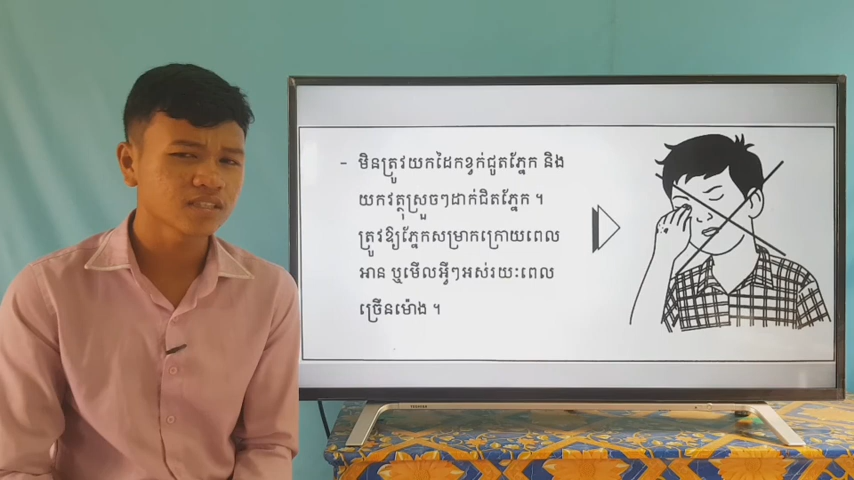 - មិនត្រូវយកដៃកខ្វក់ជូតភ្នែក និង
យកវត្ថុស្រួចៗដាក់ជិតភ្នែក ។
ត្រូវឱ្យភ្នែកសម្រាកក្រោយពេល
អាន ឬមើលអ្វីៗអស់រយៈពេល
ច្រើនម៉ោង ។
TOSHIBA